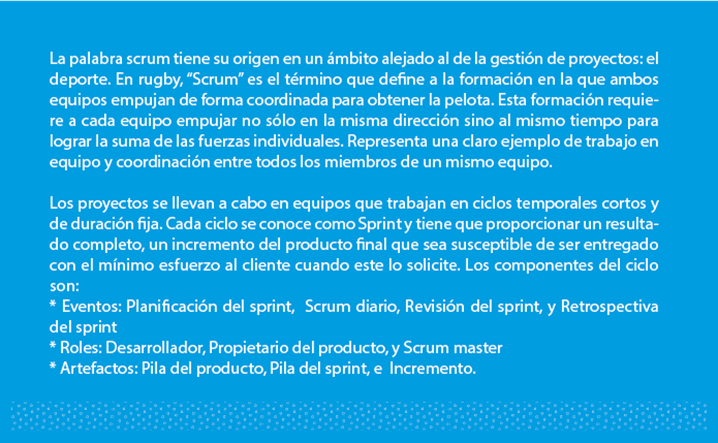 La palabra scrum tiene su origen en un ámbito alejado al de la gestión de proyectos: el
deporte. En rugby, “Scrum” es el término que define a la formación en la que ambos
equipos empujan de forma coordinada para obtener la pelota. Esta formación requie-
re a cada equipo empujar no sólo en la misma dirección sino al mismo tiempo para
lograr la suma de las fuerzas individuales. Representa una claro ejemplo de trabajo en
equipo y coordinación entre todos los miembros de un mismo equipo.

Los proyectos se llevan a cabo en equipos que trabajan en ciclos temporales cortos y
de duración fija. Cada ciclo se conoce como Sprint y tiene que proporcionar un resulta-
do completo, un incremento del producto final que sea susceptible de ser entregado
con el mínimo esfuerzo al cliente cuando este lo solicite. Los componentes del ciclo
son:
* Eventos: Planificación del sprint,  Scrum diario, Revisión del sprint, y Retrospectiva
del sprint
* Roles: Desarrollador, Propietario del producto, y Scrum master
* Artefactos: Pila del producto, Pila del sprint, e  Incremento.